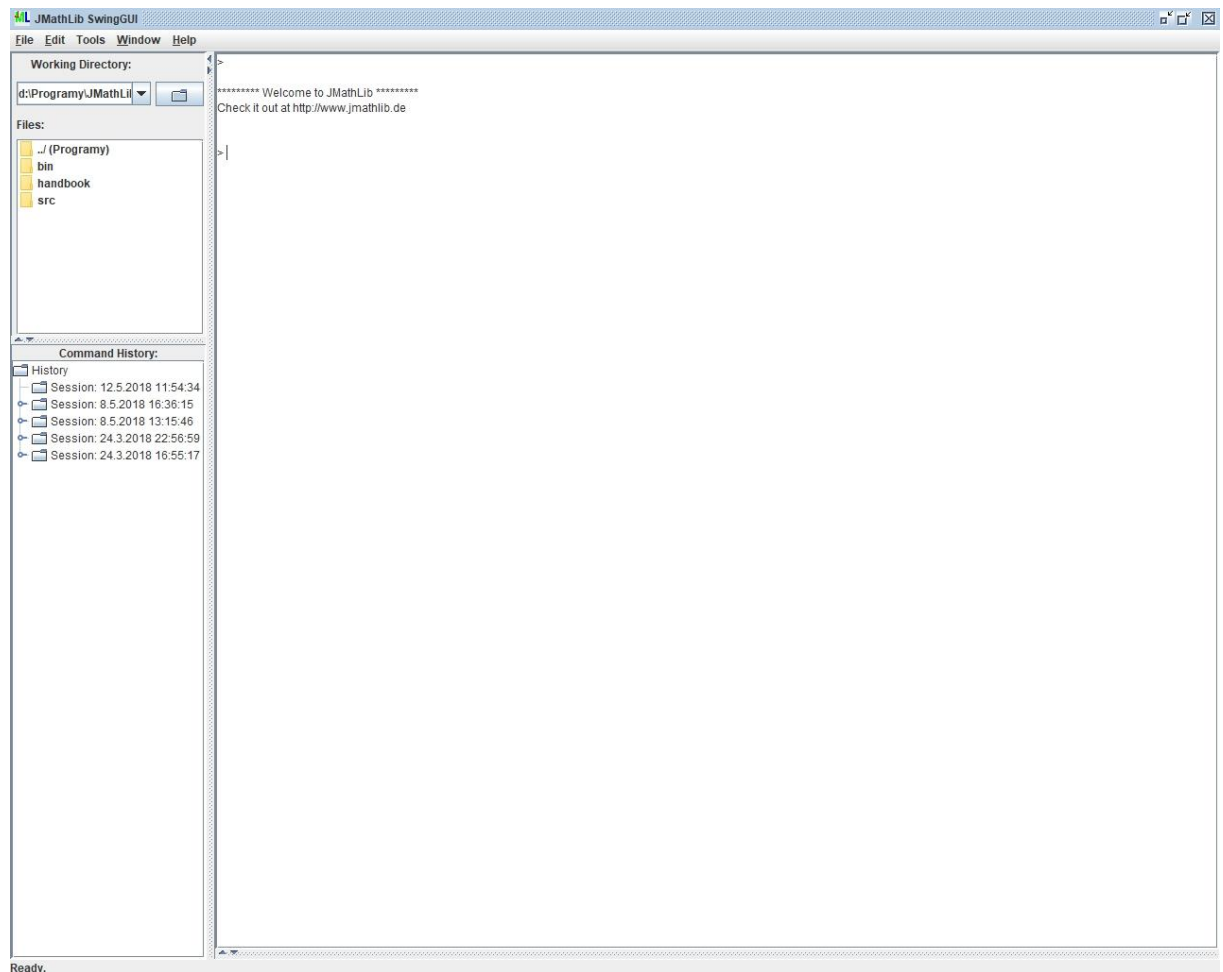 JMathLib SwingGUI
File Edit Tools Window Help
Working Directory:
d:\Programy\JMathLil
Files:
../ (Programy)
bin
handbook
src
Command History:
History
Session: 12.5.2018 11:54:34
Session: 8.5.2018 16:36:15
Session: 8.5.2018 13:15:46
Session: 24.3.2018 22:56:59
Session: 24.3.2018 16:55:17
>
********* Welcome to JMathLib *********
Check it out at http://www.jmathlib.de
>
Ready.